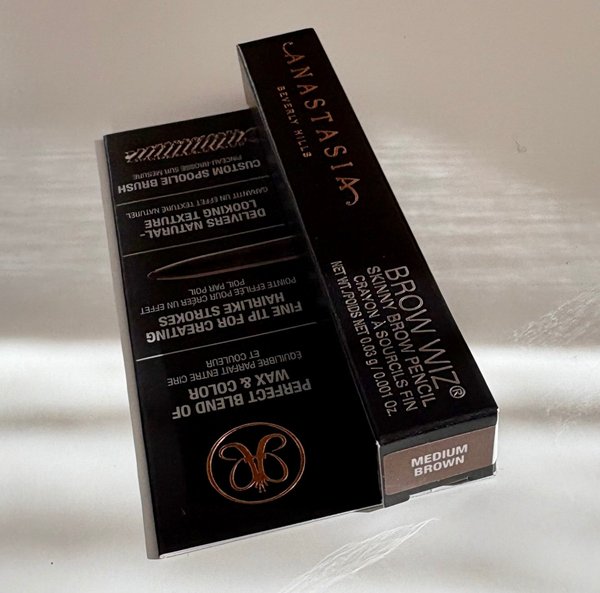 ANASTASIA
BEVERLY HILLS
BROW WIZ®
SKINNY BROW PENCIL
CRAYON À SOURCILS FIN
NET WT./POIDS NET 0.03 g / 0.001 Oz
MEDIUM
BROWN
PERFECT BLEND OF
WAX & COLOR
ÉQUILIBRE PARFAIT ENTRE CIRE
ET COULEUR
FINE TIP FOR CREATING
HAIRLIKE STROKES
POINTE EFFILÉE POUR CRÉER UN EFFET
POIL PAR POIL
DELIVERS NATURAL-
LOOKING TEXTURE
GARANTIT UN EFFET TEXTURE NATUREL
CUSTOM SPOOLIE BRUSH
PINCEAU-BROSSE SUR MESURE